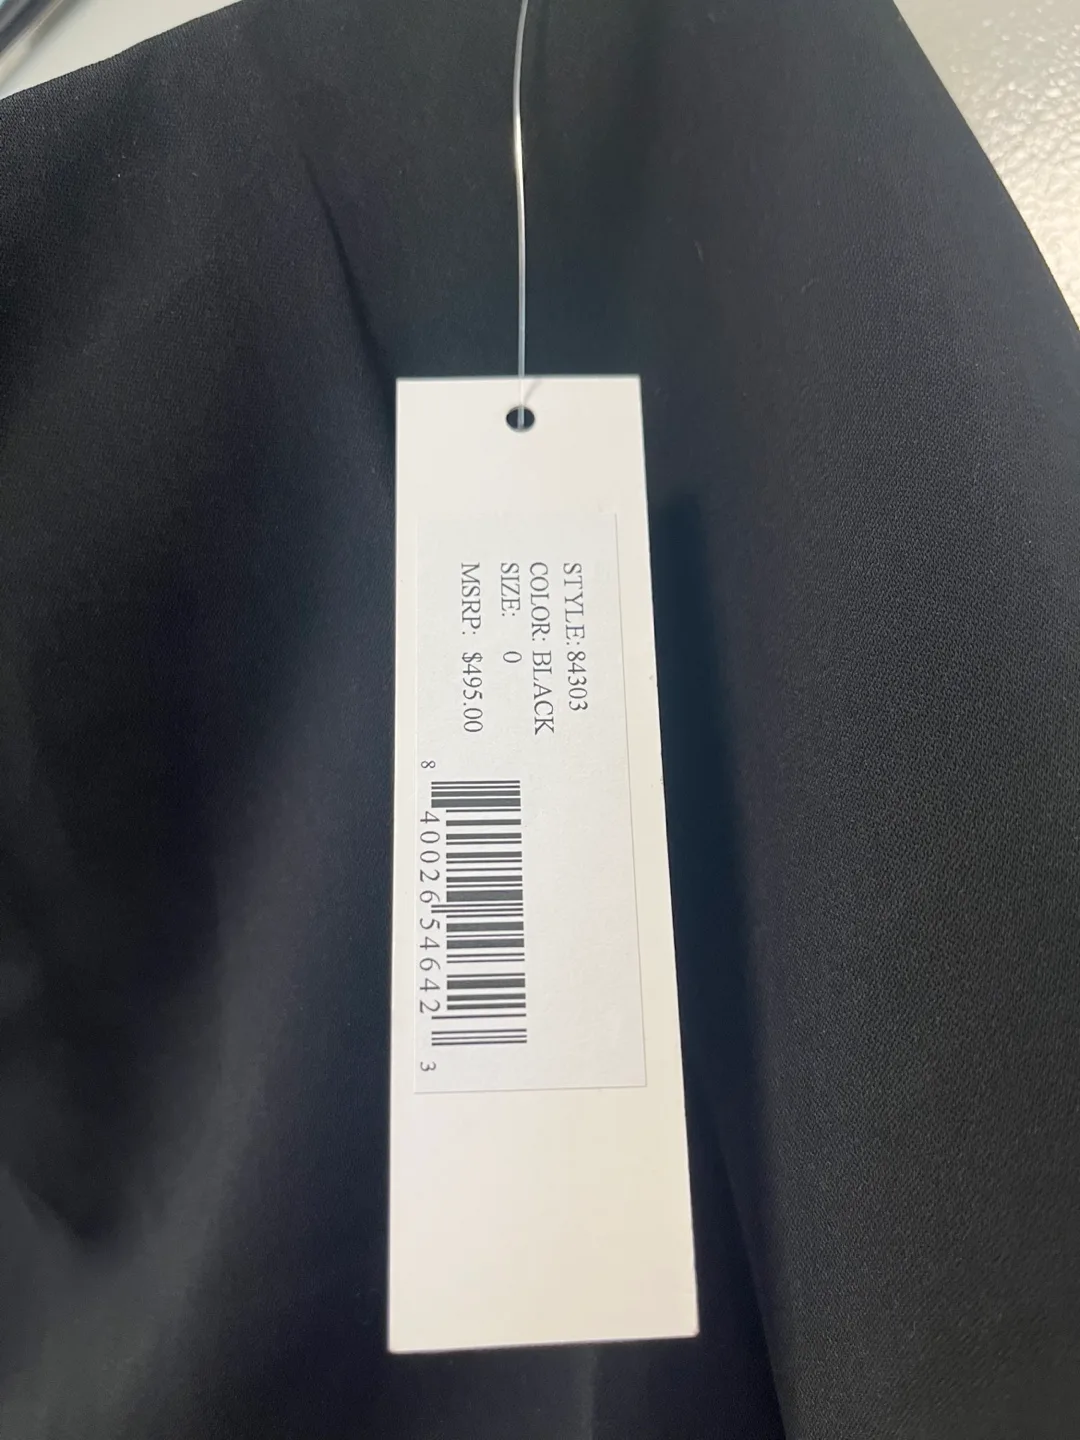 STYLE: 84303
COLOR: BLACK
SIZE: 0
MSRP: $495.00
8 40026 54642 3